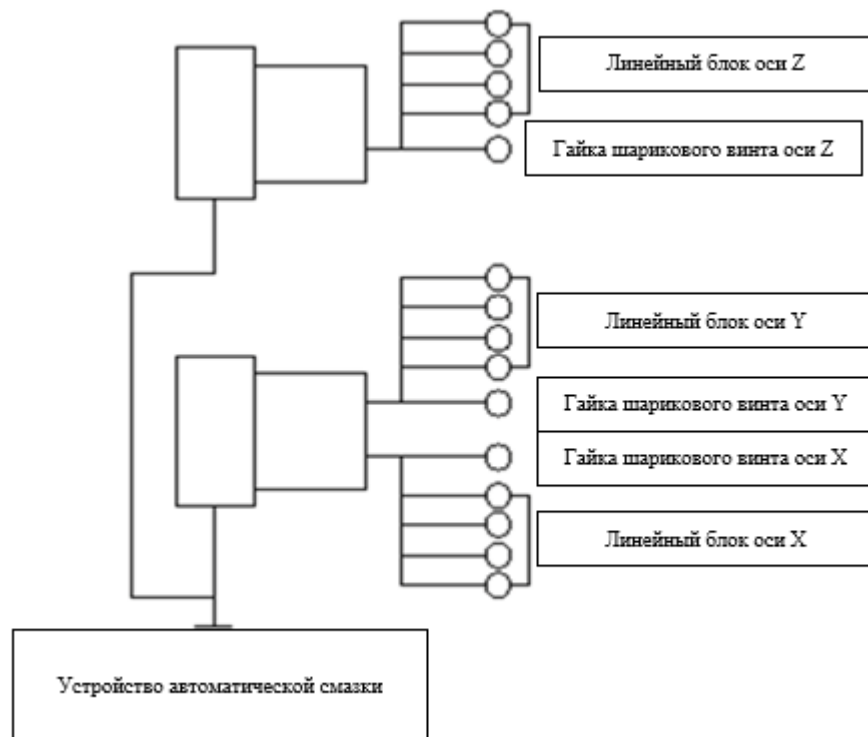 Линейный блок оси Z
Гайка шарикового винта оси Z
Линейный блок оси Y
Гайка шарикового винта оси Y
Гайка шарикового винта оси X
Линейный блок оси X
Устройство автоматической смазки